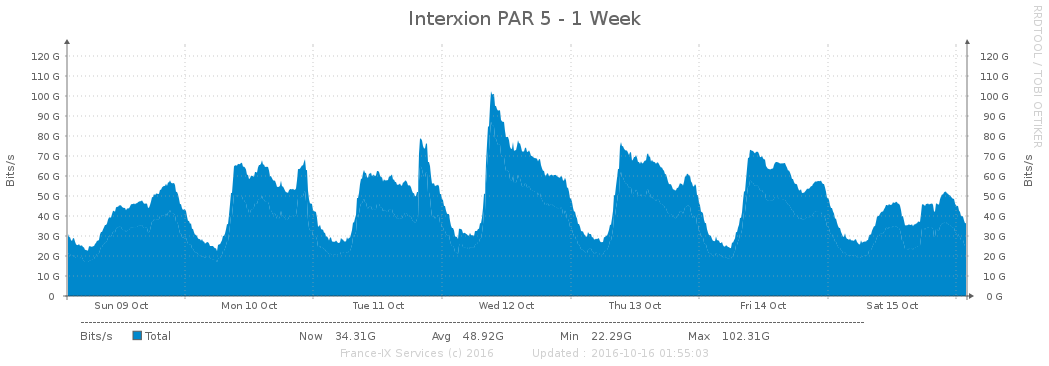 Interxion PAR 5 - 1 Week
RRDTOOL / TOBI OETIKER
Bits/s
120 G
110 G
100 G
90 G
80 G
70 G
60 G
50 G
40 G
30 G
20 G
10 G
0
120 G
110 G
100 G
90 G
80 G
70 G
60 G
50 G
40 G
30 G
20 G
10 G
0 G
Bits/s
Sun 09 Oct Mon 10 Oct Tue 11 Oct Wed 12 Oct Thu 13 Oct Fri 14 Oct Sat 15 Oct
Bits/s Total Now 34.31G Avg 48.92G Min 22.29G Max 102.31G
France-IX Services (c) 2016 Updated : 2016-10-16 01:55:03